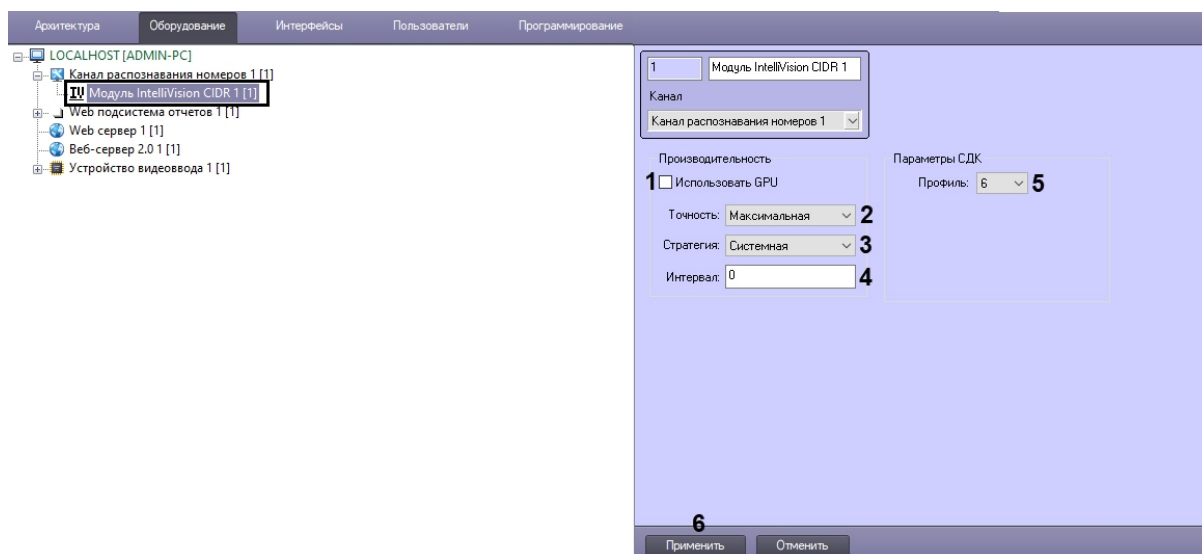 Архитектура Оборудование Интерфейсы Пользователи Программирование
LOCALHOST [ADMIN-PC]
Канал распознавания номеров 1 [1]
Модуль IntelliVision CIDR 1 [1]
Web подсистема отчетов 1 [1]
Web сервер 1 [1]
Веб-сервер 2.0 1 [1]
Устройство видеоввода 1 [1]
1 Модуль IntelliVision CIDR 1
Канал
Канал распознавания номеров 1
Производительность
1 Использовать GPU
Точность: Максимальная 2
Стратегия: Системная 3
Интервал: 0 4
Параметры СДК
Профиль: 6 5
6
Применить Отменить